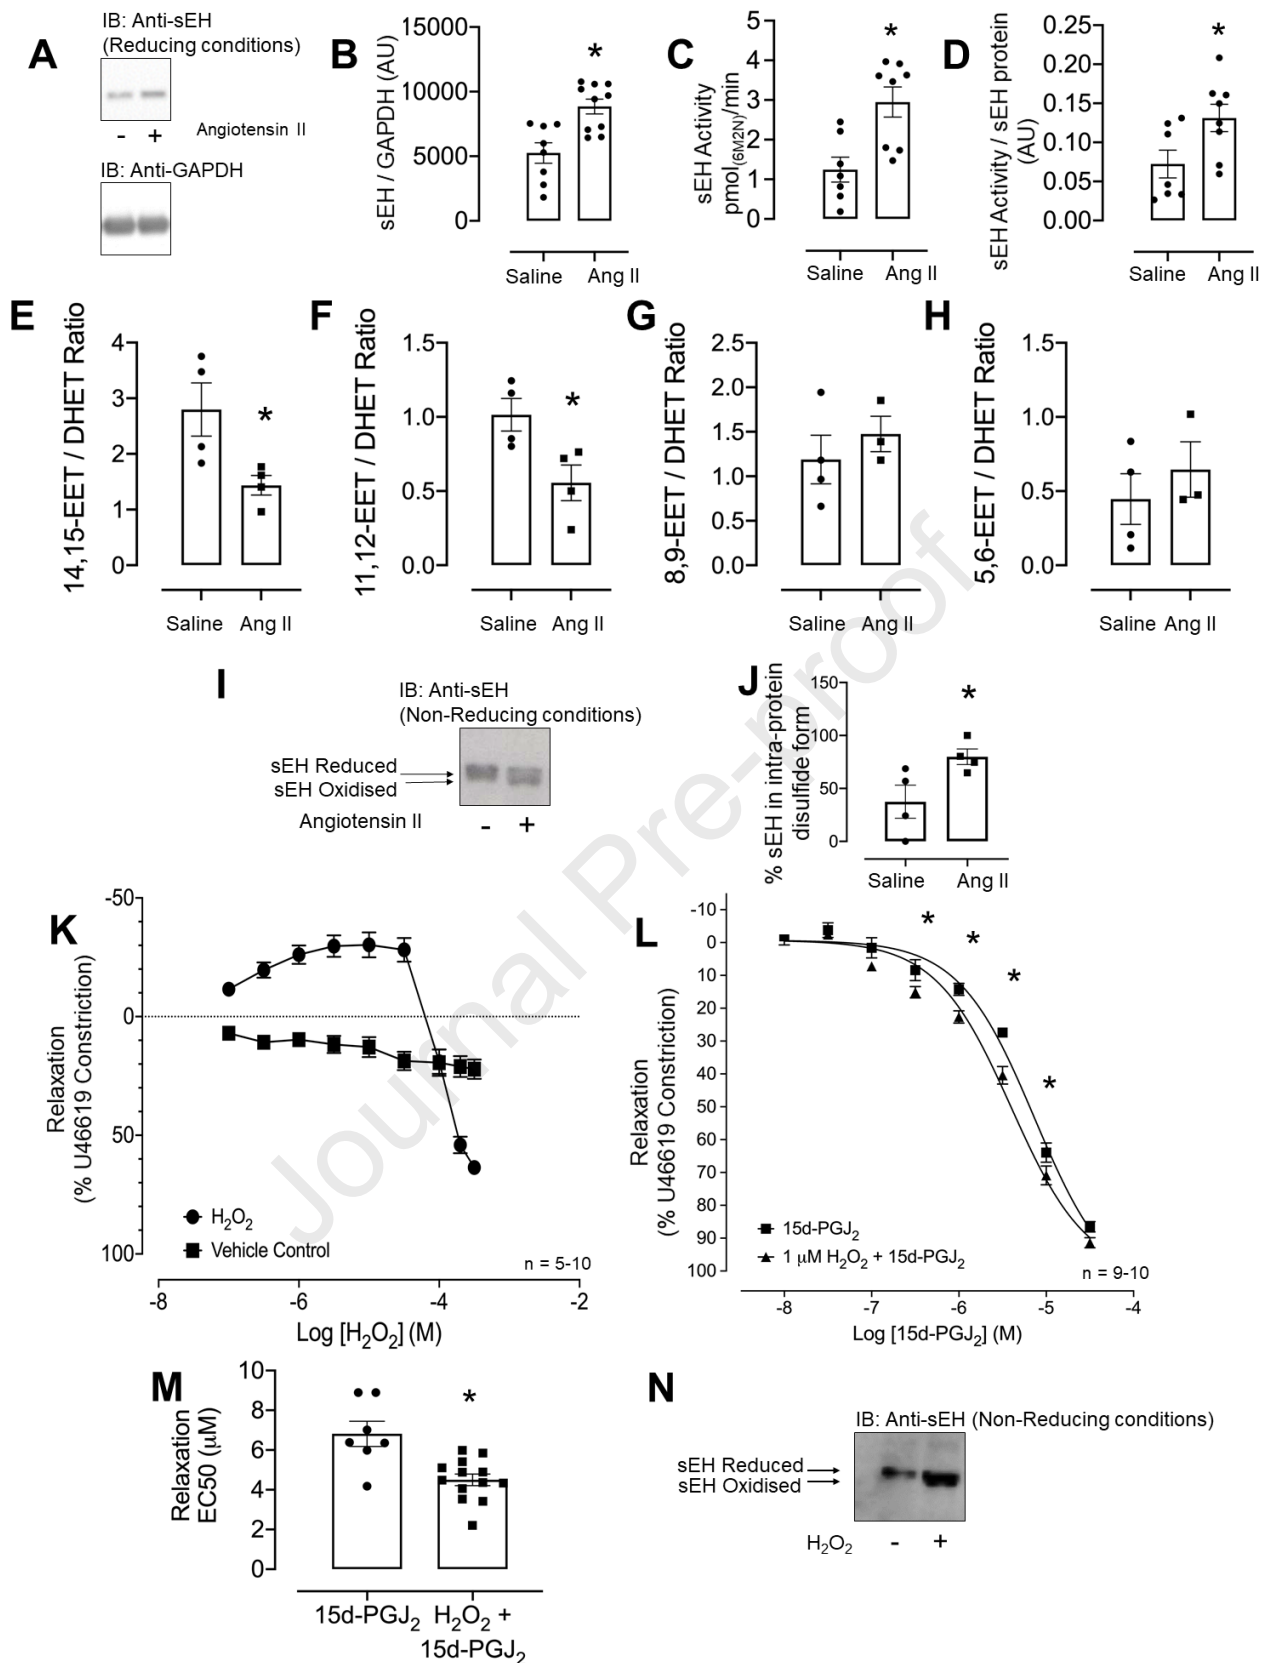 A
IB: Anti-sEH
(Reducing conditions)
- + Angiotensin II
IB: Anti-GAPDH
B
sEH / GAPDH (AU)
15000
10000
5000
0
*
Saline Ang II
C
sEH Activity
pmol(6M2N)/min
5
4
3
2
1
0
*
Saline Ang II
D
sEH Activity / sEH protein
(AU)
0.25
0.20
0.15
0.10
0.05
0.00
*
Saline Ang II
E
14,15-EET / DHET Ratio
4
3
2
1
0
*
Saline Ang II
F
11,12-EET / DHET Ratio
1.5
1.0
0.5
0.0
*
Saline Ang II
G
8,9-EET / DHET Ratio
2.5
2.0
1.5
1.0
0.5
0.0
Saline Ang II
H
5,6-EET / DHET Ratio
1.5
1.0
0.5
0.0
Saline Ang II
I
IB: Anti-sEH
(Non-Reducing conditions)
sEH Reduced
sEH Oxidised
Angiotensin II - +
J
% sEH in intra-protein
disulfide form
150
100
50
0
*
Saline Ang II
K
Relaxation
(% U46619 Constriction)
-50
0
50
100
H2O2
Vehicle Control
n = 5-10
-8 -6 -4 -2
Log [H2O2] (M)
L
Relaxation
(% U46619 Constriction)
-10
0
10
20
30
40
50
60
70
80
90
100
* * * *
15d-PGJ2
1 μM H2O2 + 15d-PGJ2
n = 9-10
-8 -7 -6 -5 -4
Log [15d-PGJ2] (M)
M
Relaxation
EC50 (μM)
10
8
6
4
2
0
*
15d-PGJ2 H2O2 +
15d-PGJ2
N
IB: Anti-sEH (Non-Reducing conditions)
sEH Reduced
sEH Oxidised
H2O2 - +
Journal Pre-proof